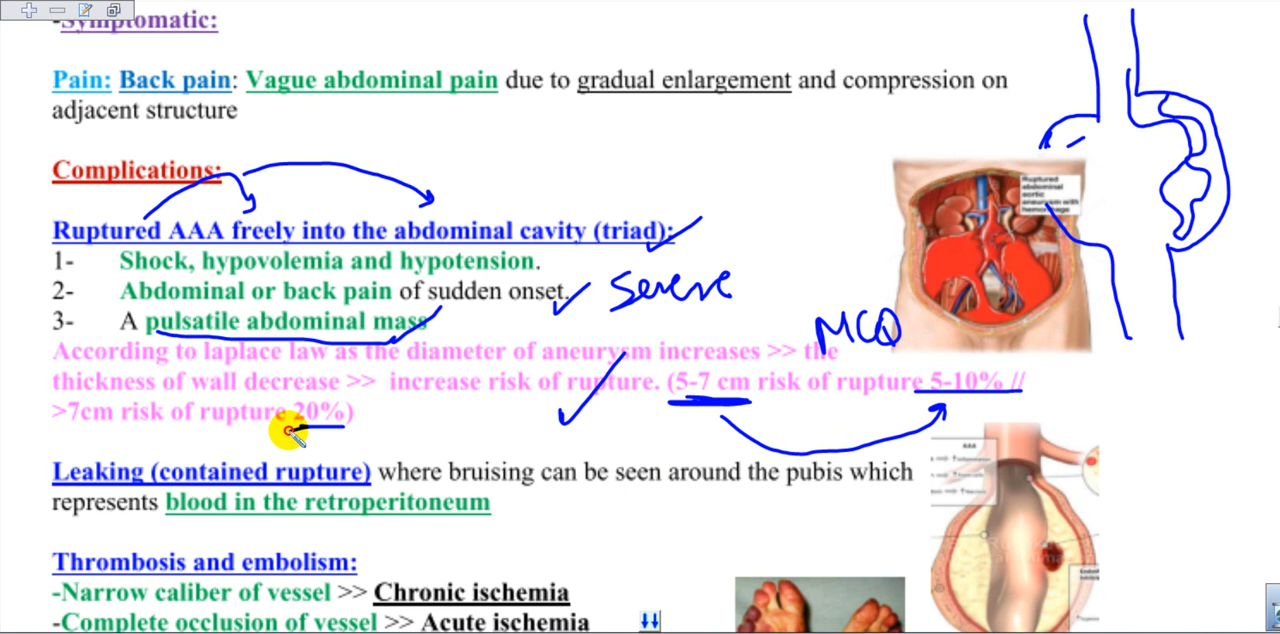 -Symptomatic:
Pain: Back pain: Vague abdominal pain due to gradual enlargement and compression on
adjacent structure
Complications:
Ruptured AAA freely into the abdominal cavity (triad):
1- Shock, hypovolemia and hypotension.
2- Abdominal or back pain of sudden onset.
severe
3- A pulsatile abdominal mass
MCQ
According to laplace law as the diameter of aneurysm increases >> the
thickness of wall decrease >> increase risk of rupture. (5-7 cm risk of rupture 5-10% //
>7cm risk of rupture 20%)
Leaking (contained rupture) where bruising can be seen around the pubis which
represents blood in the retroperitoneum
Thrombosis and embolism:
-Narrow caliber of vessel >> Chronic ischemia
-Complete occlusion of vessel >> Acute ischemia
Ruptured
abdominal
aortic
aneurysm with
hemorrhage
AAA